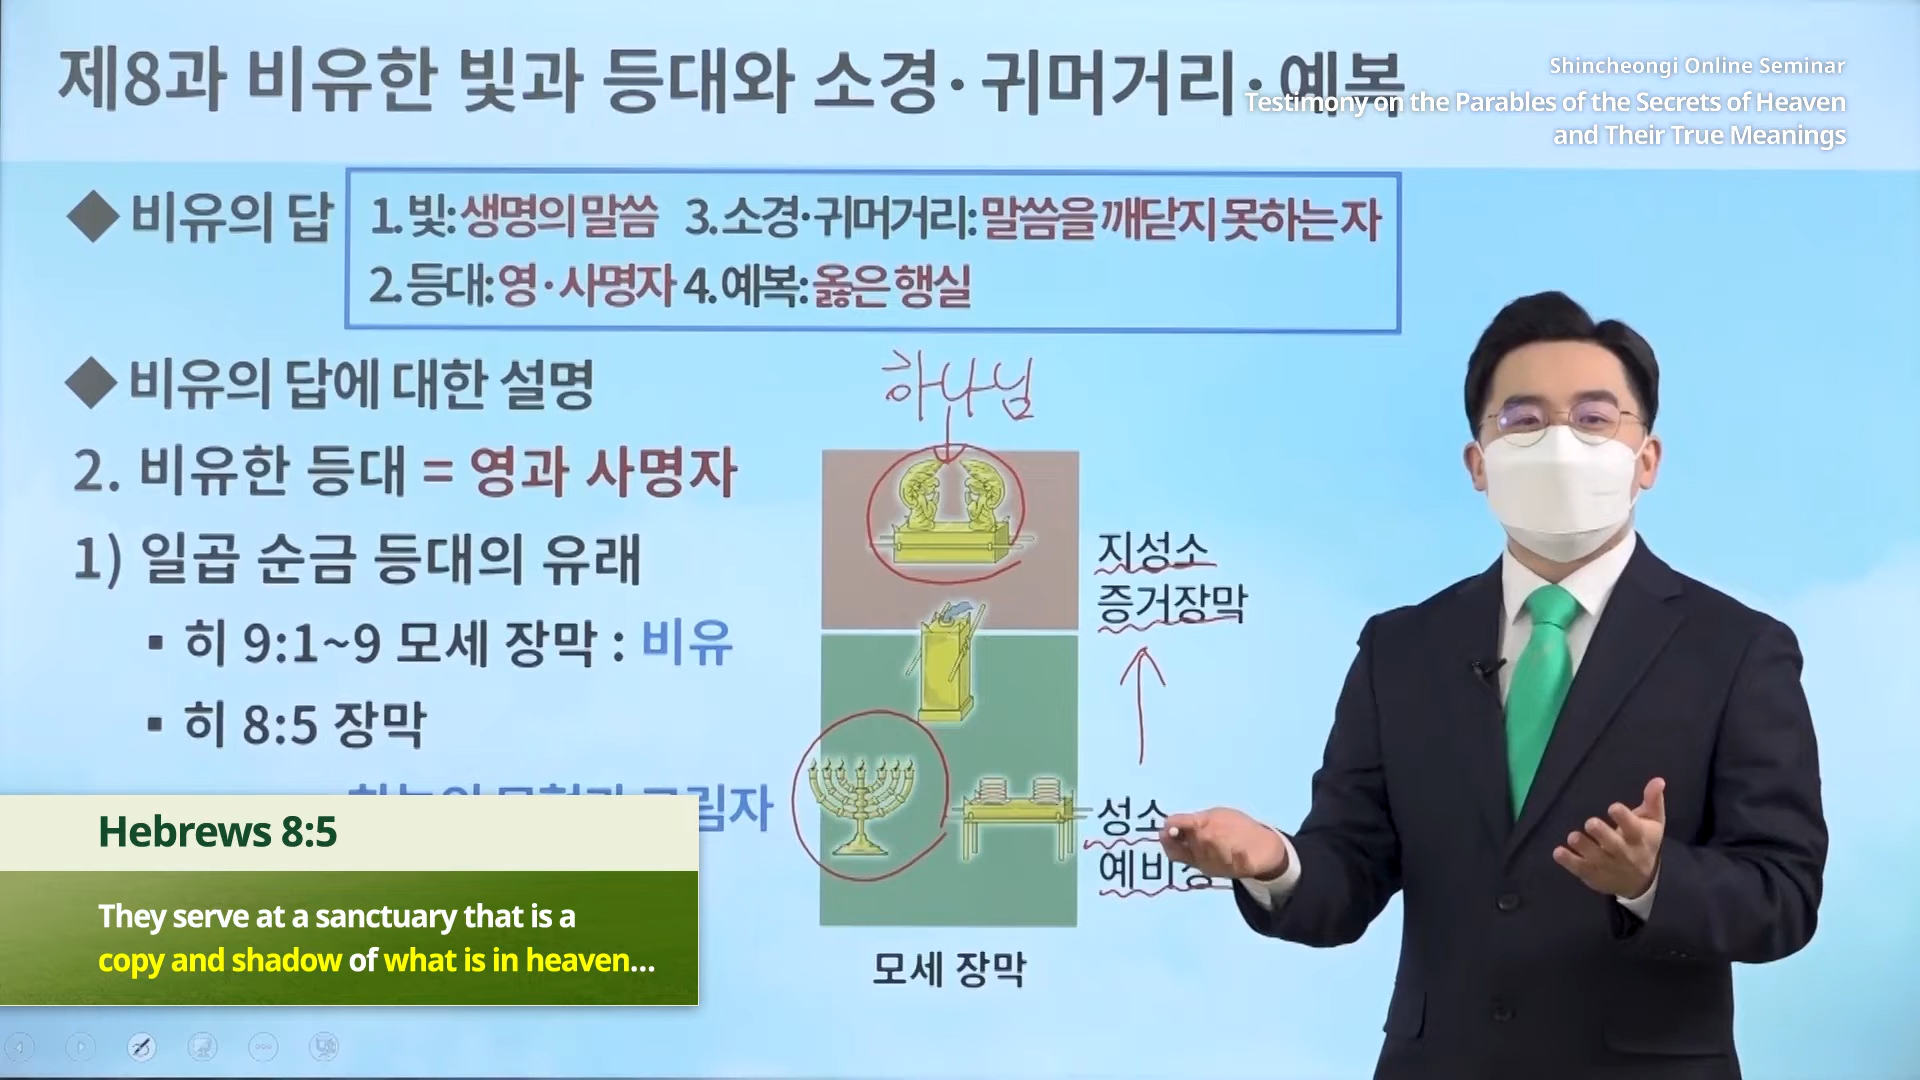 제8과 비유한 빛과 등대와 소경·귀머거리·예복
Shincheongi Online Seminar
Testimony on the Parables of the Secrets of Heaven
and Their True Meanings
◆ 비유의 답
1. 빛: 생명의 말씀 3. 소경·귀머거리: 말씀을 깨닫지 못하는 자
2. 등대: 영·사명자 4. 예복: 옳은 행실
◆ 비유의 답에 대한 설명
하나님
2. 비유한 등대 = 영과 사명자
1) 일곱 순금 등대의 유래
▪ 히 9:1~9 모세 장막 : 비유
▪ 히 8:5 장막
지성소
증거장막
성소
모세 장막
Hebrews 8:5
They serve at a sanctuary that is a
copy and shadow of what is in heaven...